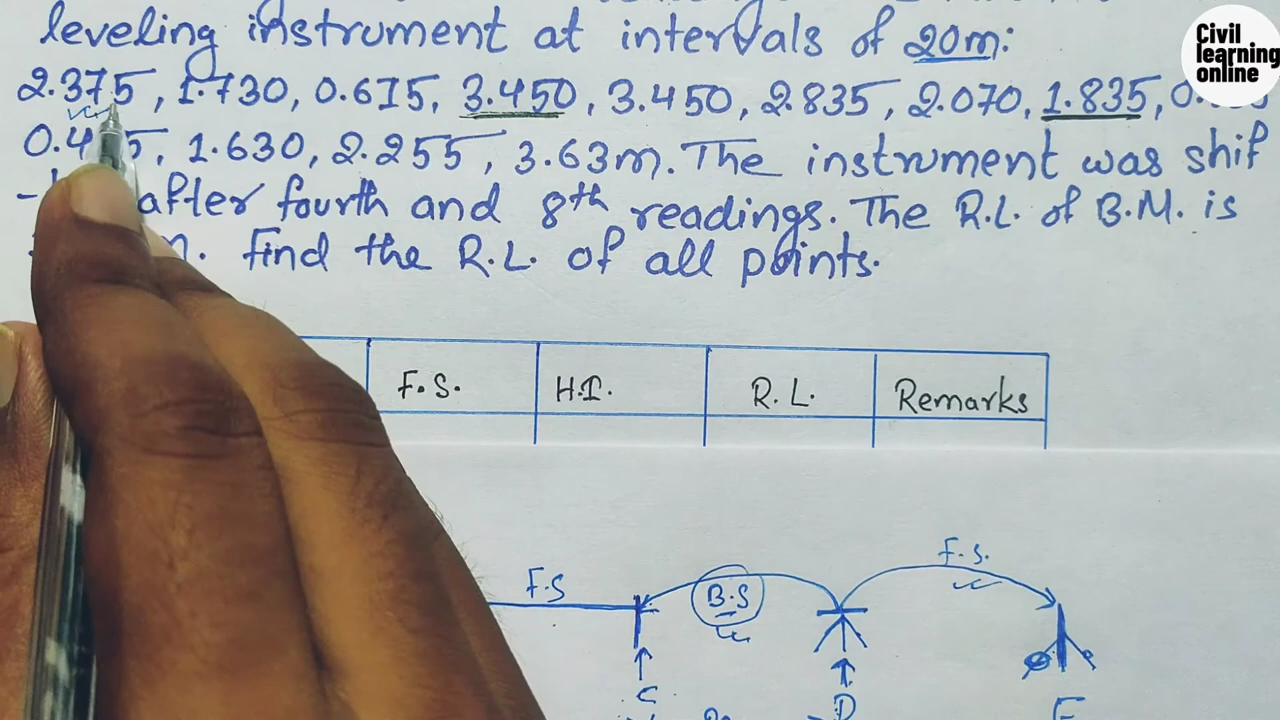 leveling instrument at intervals of 20m:
2.375, 1.730, 0.615, 3.450, 3.450, 2.835, 2.070, 1.835,
1.630, 2.255, 3.63m. The instrument was shif
after fourth and 8th readings. The R.L. of B.M. is
Find the R.L. of all points.
F.S. H.I. R.L. Remarks
F.S.
F.S B.S
C D E
Civil
learning
online